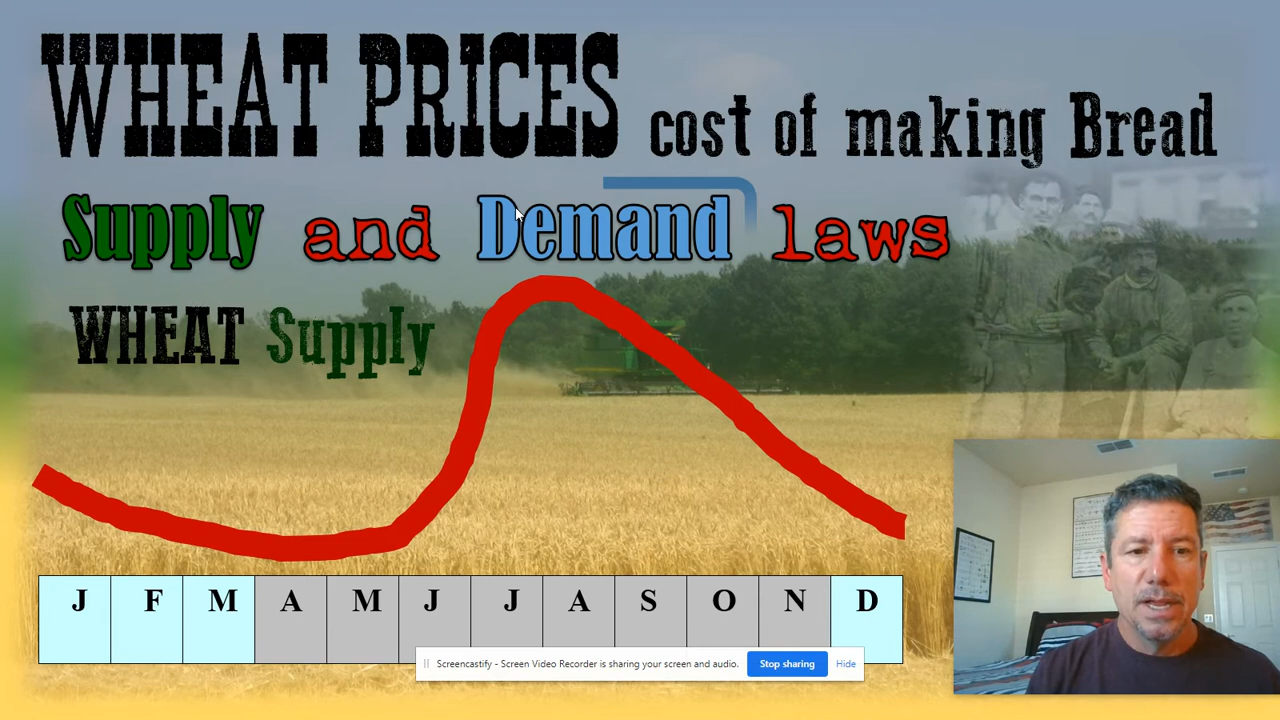 WHEAT PRICES cost of making Bread
Supply and Demand laws
WHEAT Supply
J F M A M J J A S O N D
Screencastify - Screen Video Recorder is sharing your screen and audio. Stop sharing Hide